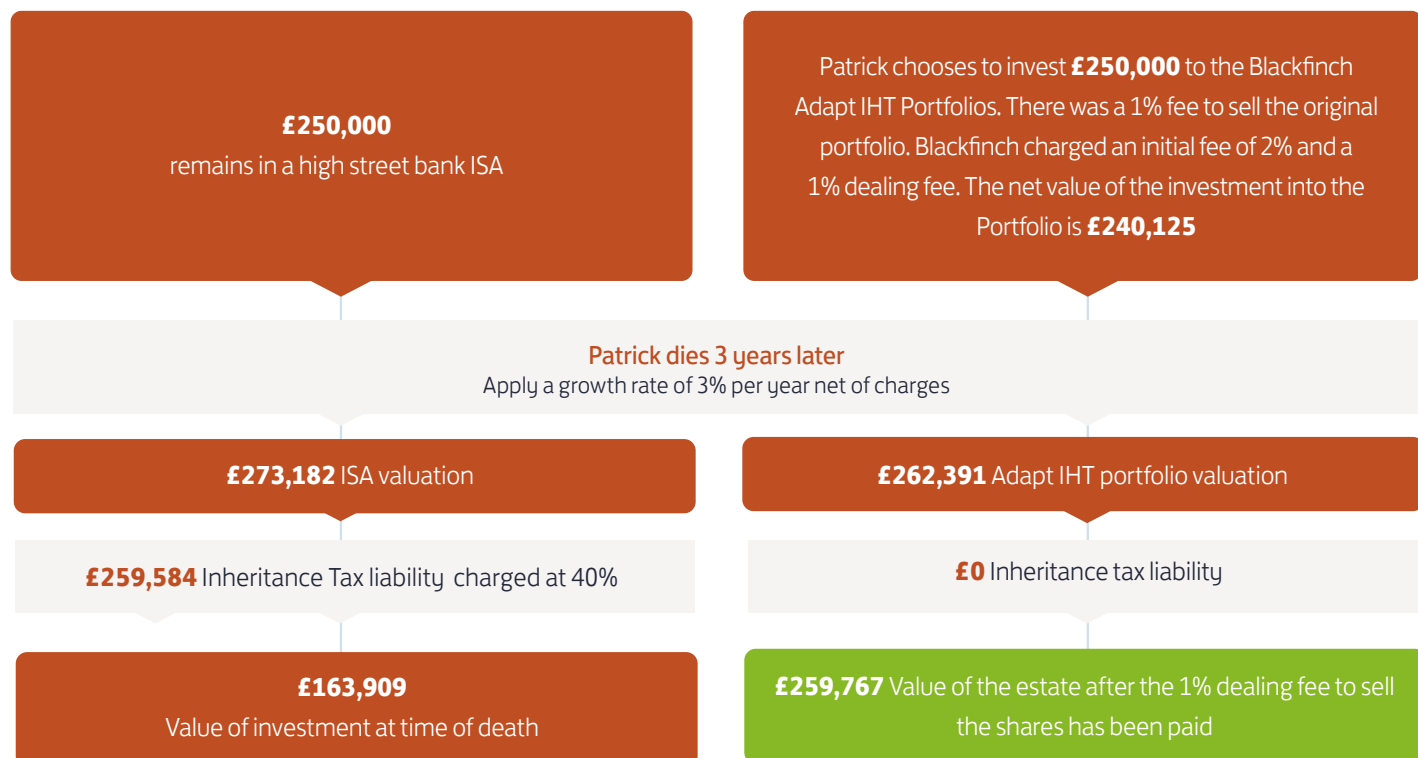 £250,000
remains in a high street bank ISA
Patrick chooses to invest £250,000 to the Blackfinch
Adapt IHT Portfolios. There was a 1% fee to sell the original
portfolio. Blackfinch charged an initial fee of 2% and a
1% dealing fee. The net value of the investment into the
Portfolio is £240,125
Patrick dies 3 years later
Apply a growth rate of 3% per year net of charges
£273,182 ISA valuation
£262,391 Adapt IHT portfolio valuation
£259,584 Inheritance Tax liability charged at 40%
£0 Inheritance tax liability
£163,909
Value of investment at time of death
£259,767 Value of the estate after the 1% dealing fee to sell
the shares has been paid